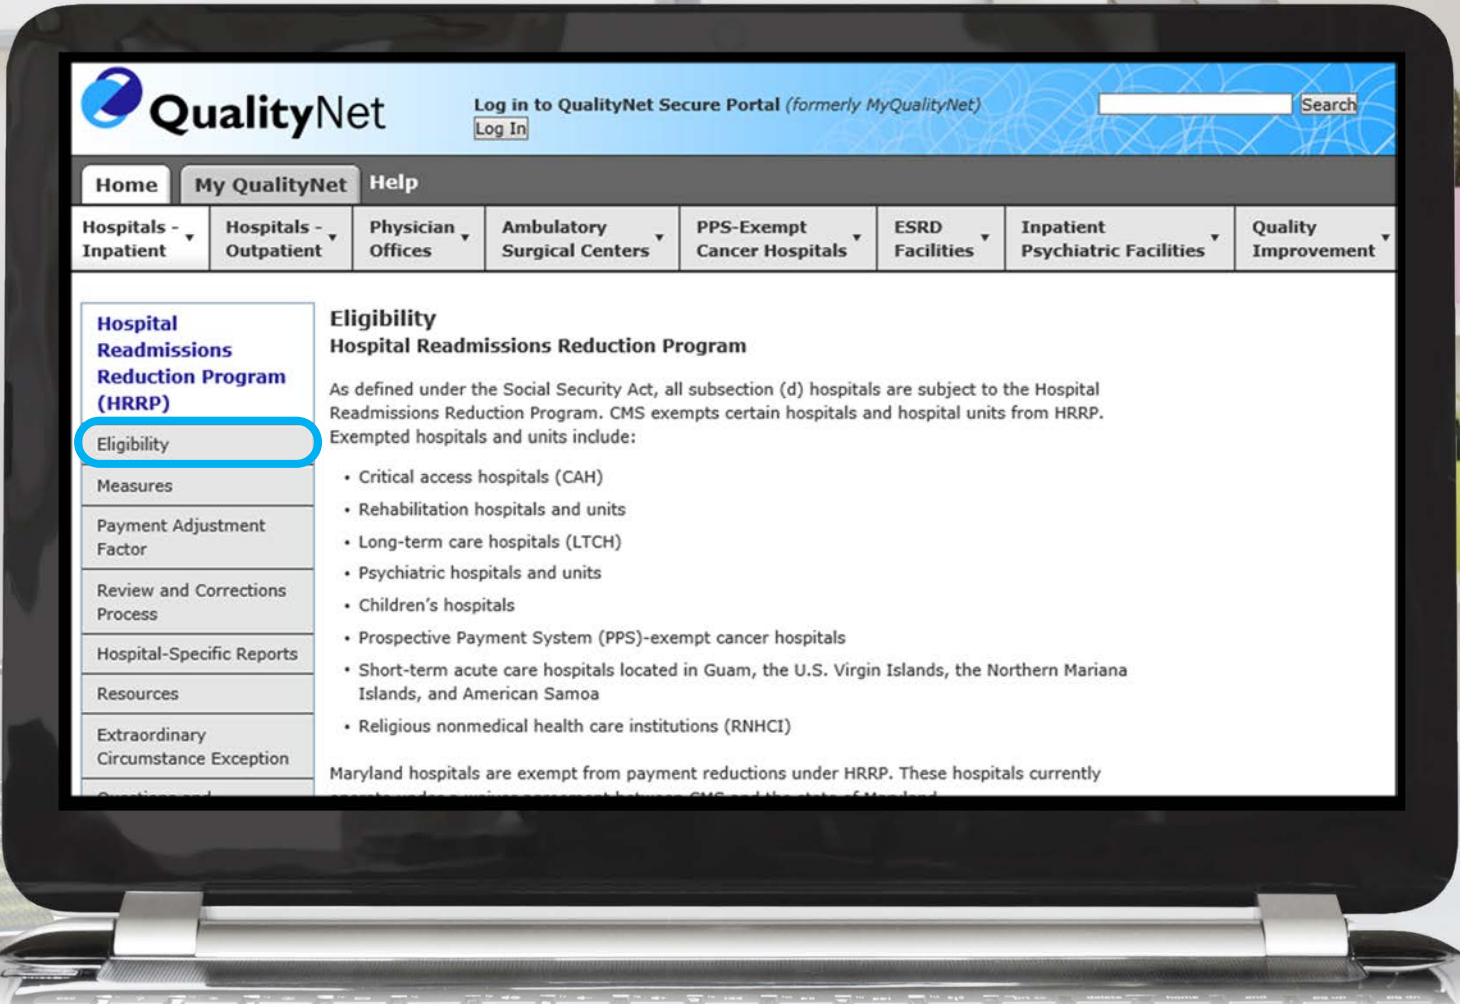 QualityNet
Log in to QualityNet Secure Portal (formerly MyQualityNet)
Log In
Search
Home
My QualityNet
Help
Hospitals -
Inpatient
Hospitals -
Outpatient
Physician
Offices
Ambulatory
Surgical Centers
PPS-Exempt
Cancer Hospitals
ESRD
Facilities
Inpatient
Psychiatric Facilities
Quality
Improvement
Hospital
Readmissions
Reduction Program
(HRRP)
Eligibility
Measures
Payment Adjustment
Factor
Review and Corrections
Process
Hospital-Specific Reports
Resources
Extraordinary
Circumstance Exception
Eligibility
Hospital Readmissions Reduction Program
As defined under the Social Security Act, all subsection (d) hospitals are subject to the Hospital
Readmissions Reduction Program. CMS exempts certain hospitals and hospital units from HRRP.
Exempted hospitals and units include:
• Critical access hospitals (CAH)
• Rehabilitation hospitals and units
• Long-term care hospitals (LTCH)
• Psychiatric hospitals and units
• Children's hospitals
• Prospective Payment System (PPS)-exempt cancer hospitals
• Short-term acute care hospitals located in Guam, the U.S. Virgin Islands, the Northern Mariana
Islands, and American Samoa
• Religious nonmedical health care institutions (RNHCI)
Maryland hospitals are exempt from payment reductions under HRRP. These hospitals currently